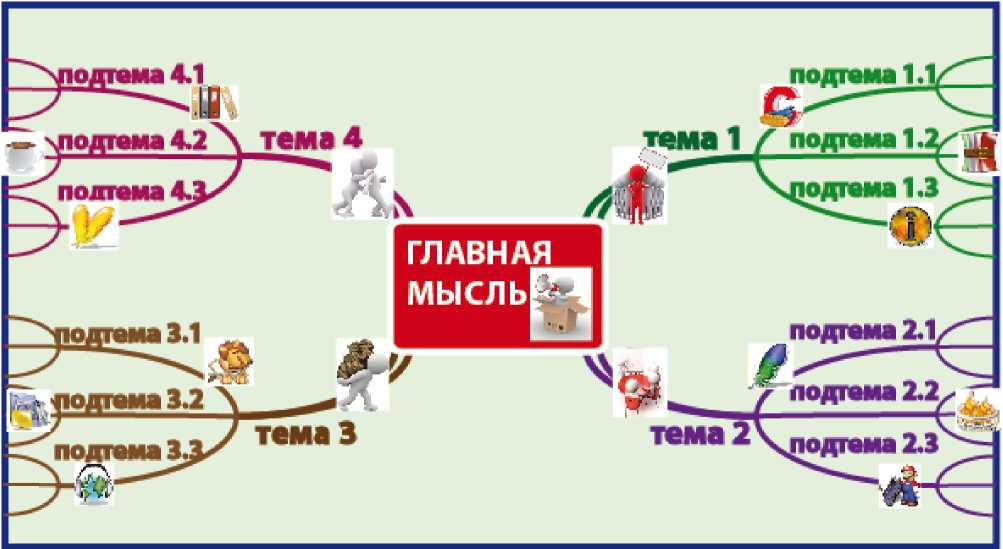 ГЛАВНАЯ
МЫСЛЬ
тема 1
подтема 1.1
подтема 1.2
подтема 1.3
тема 2
подтема 2.1
подтема 2.2
подтема 2.3
тема 3
подтема 3.1
подтема 3.2
подтема 3.3
тема 4
подтема 4.1
подтема 4.2
подтема 4.3